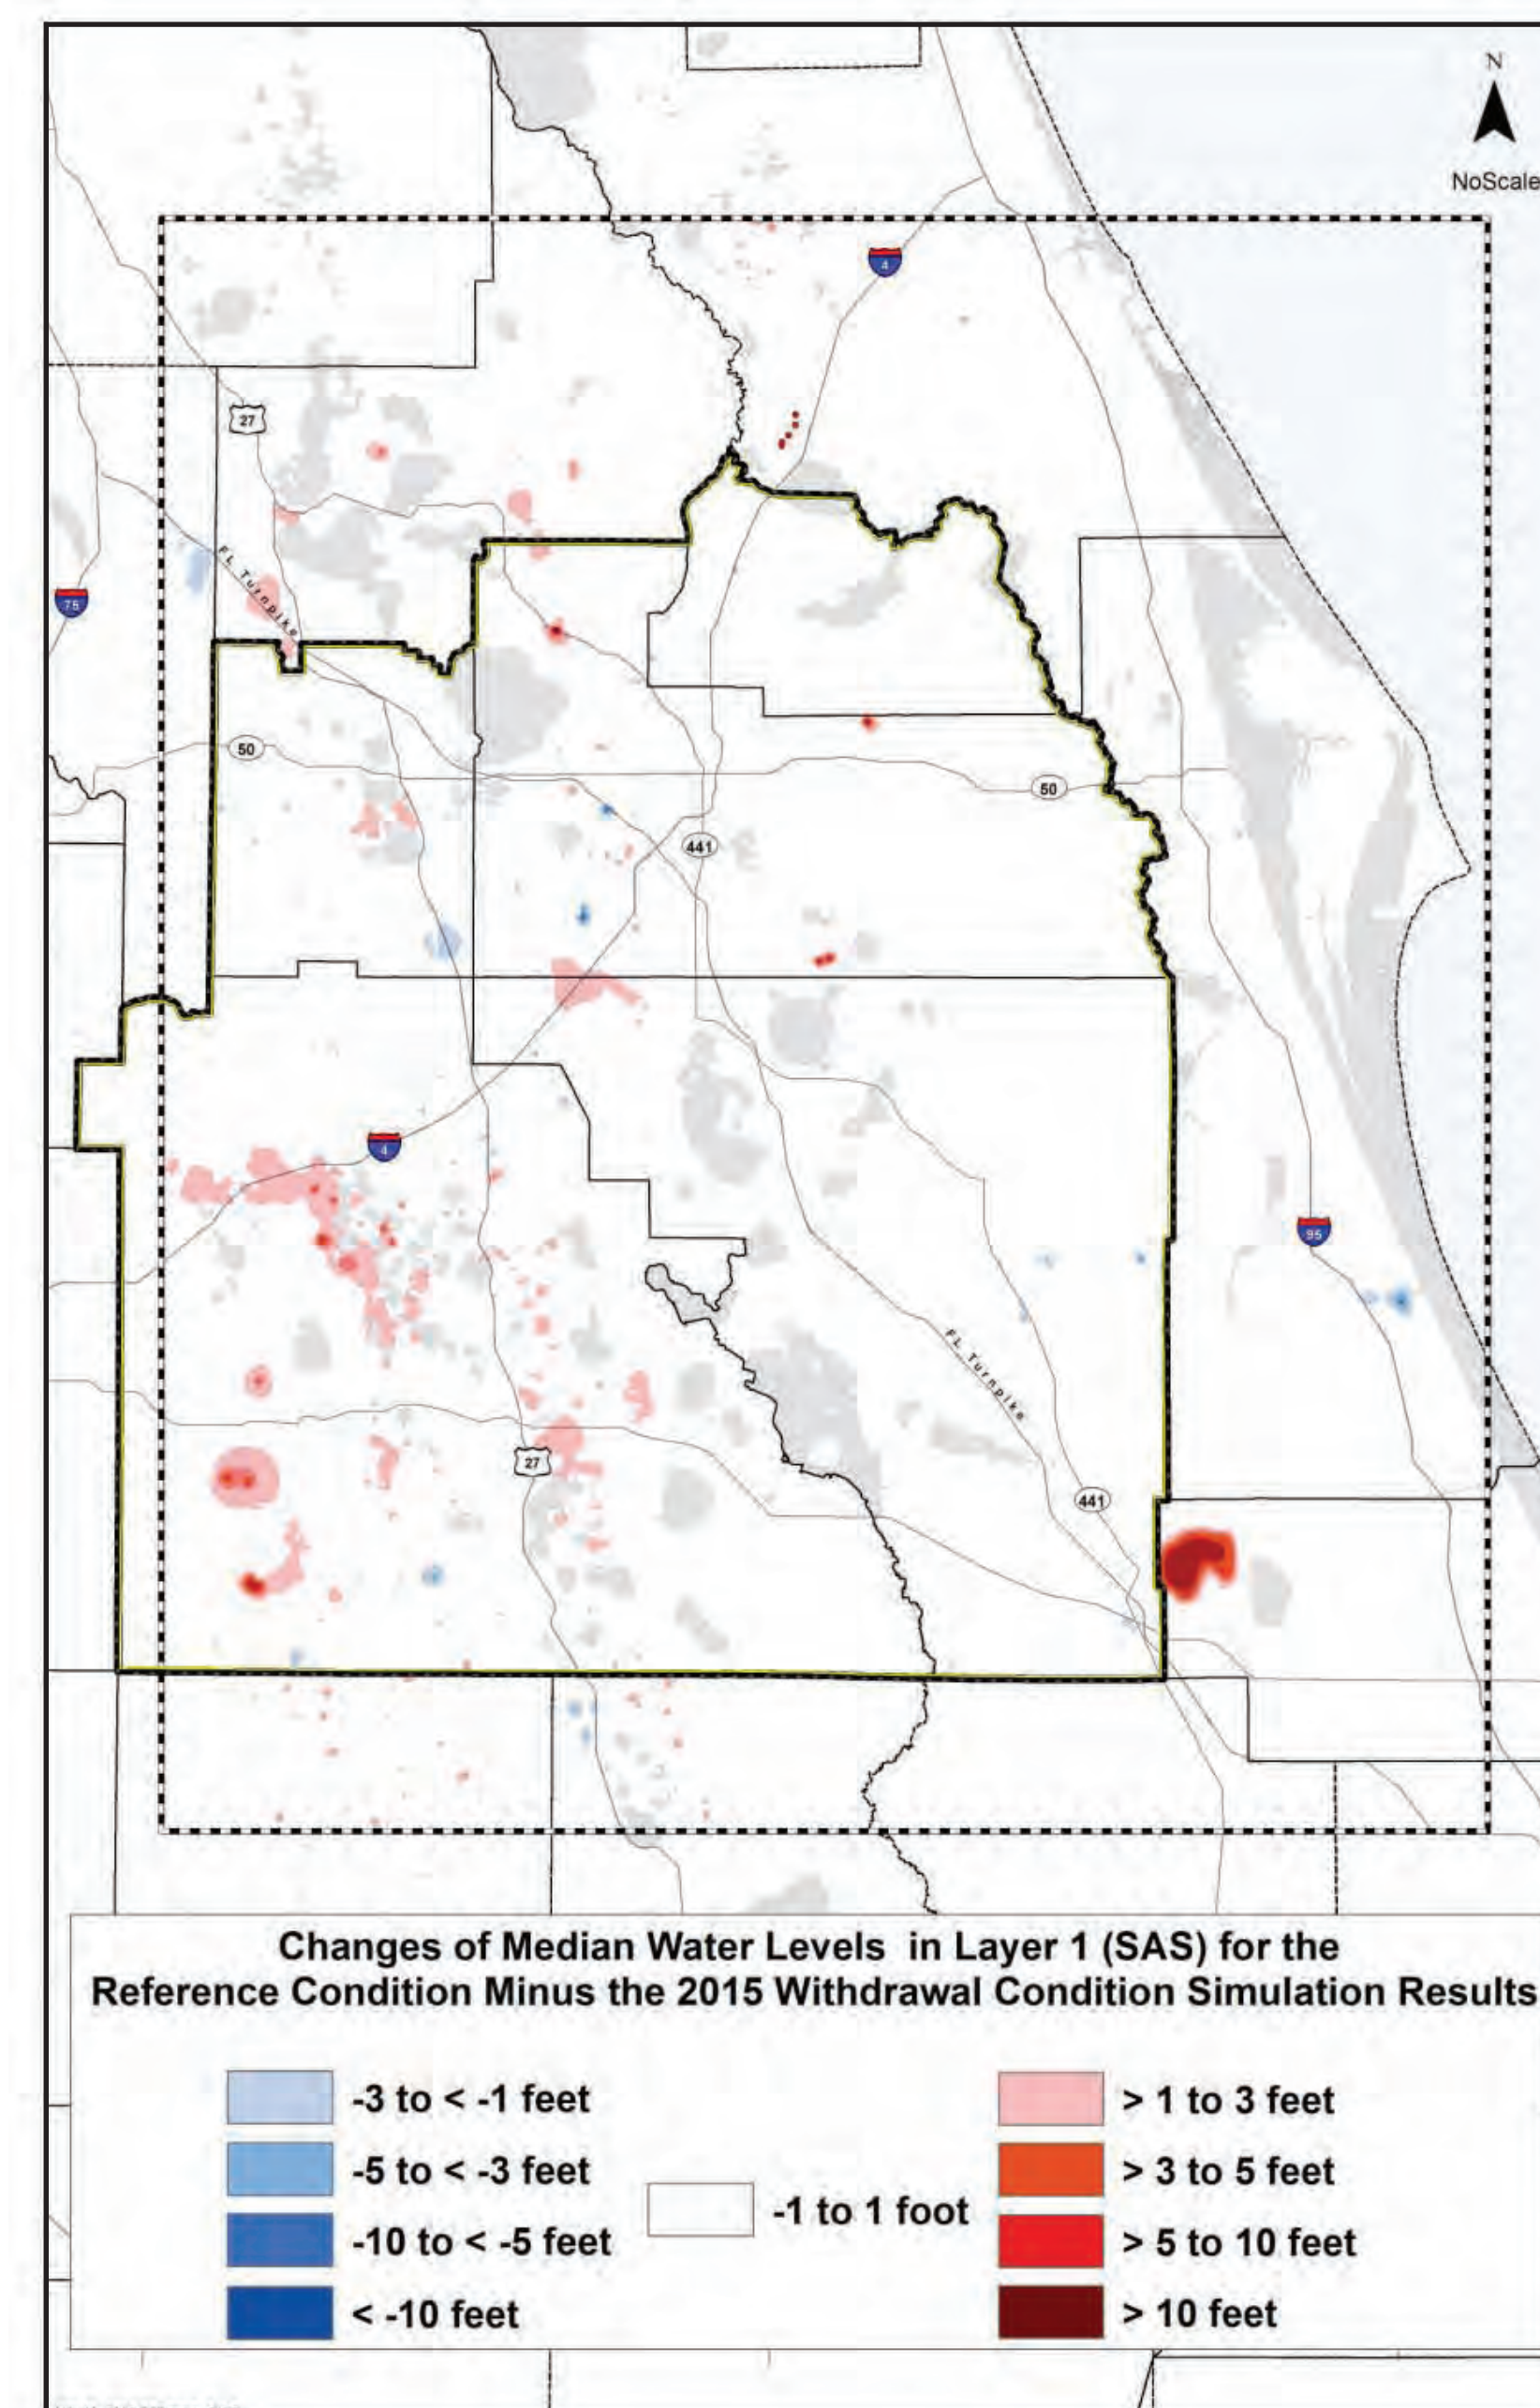 N
NoScale
4
27
FL Turnpike
75
50
50
441
4
95
FL Turnpike
27
441
Changes of Median Water Levels in Layer 1 (SAS) for the
Reference Condition Minus the 2015 Withdrawal Condition Simulation Results
-3 to < -1 feet
-5 to < -3 feet
-10 to < -5 feet
< -10 feet
-1 to 1 foot
> 1 to 3 feet
> 3 to 5 feet
> 5 to 10 feet
> 10 feet